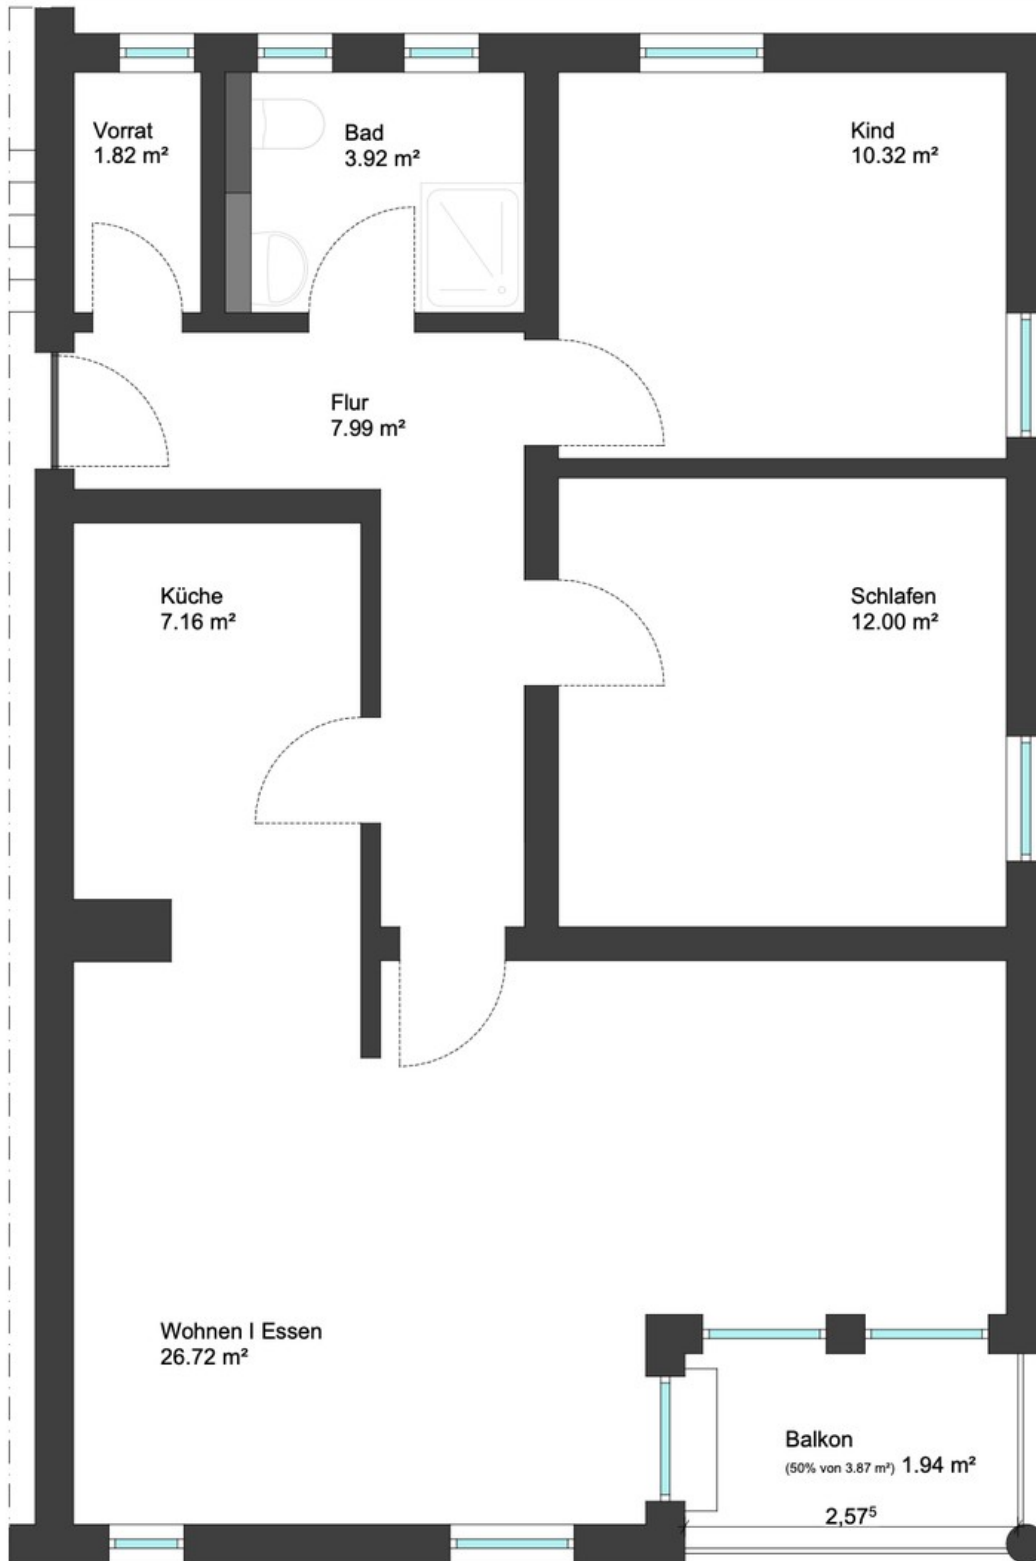 Vorrat
1.82 m²
Bad
3.92 m²
Kind
10.32 m²
Flur
7.99 m²
Küche
7.16 m²
Schlafen
12.00 m²
Wohnen I Essen
26.72 m²
Balkon
(50% von 3.87 m²) 1.94 m²
2,57⁵